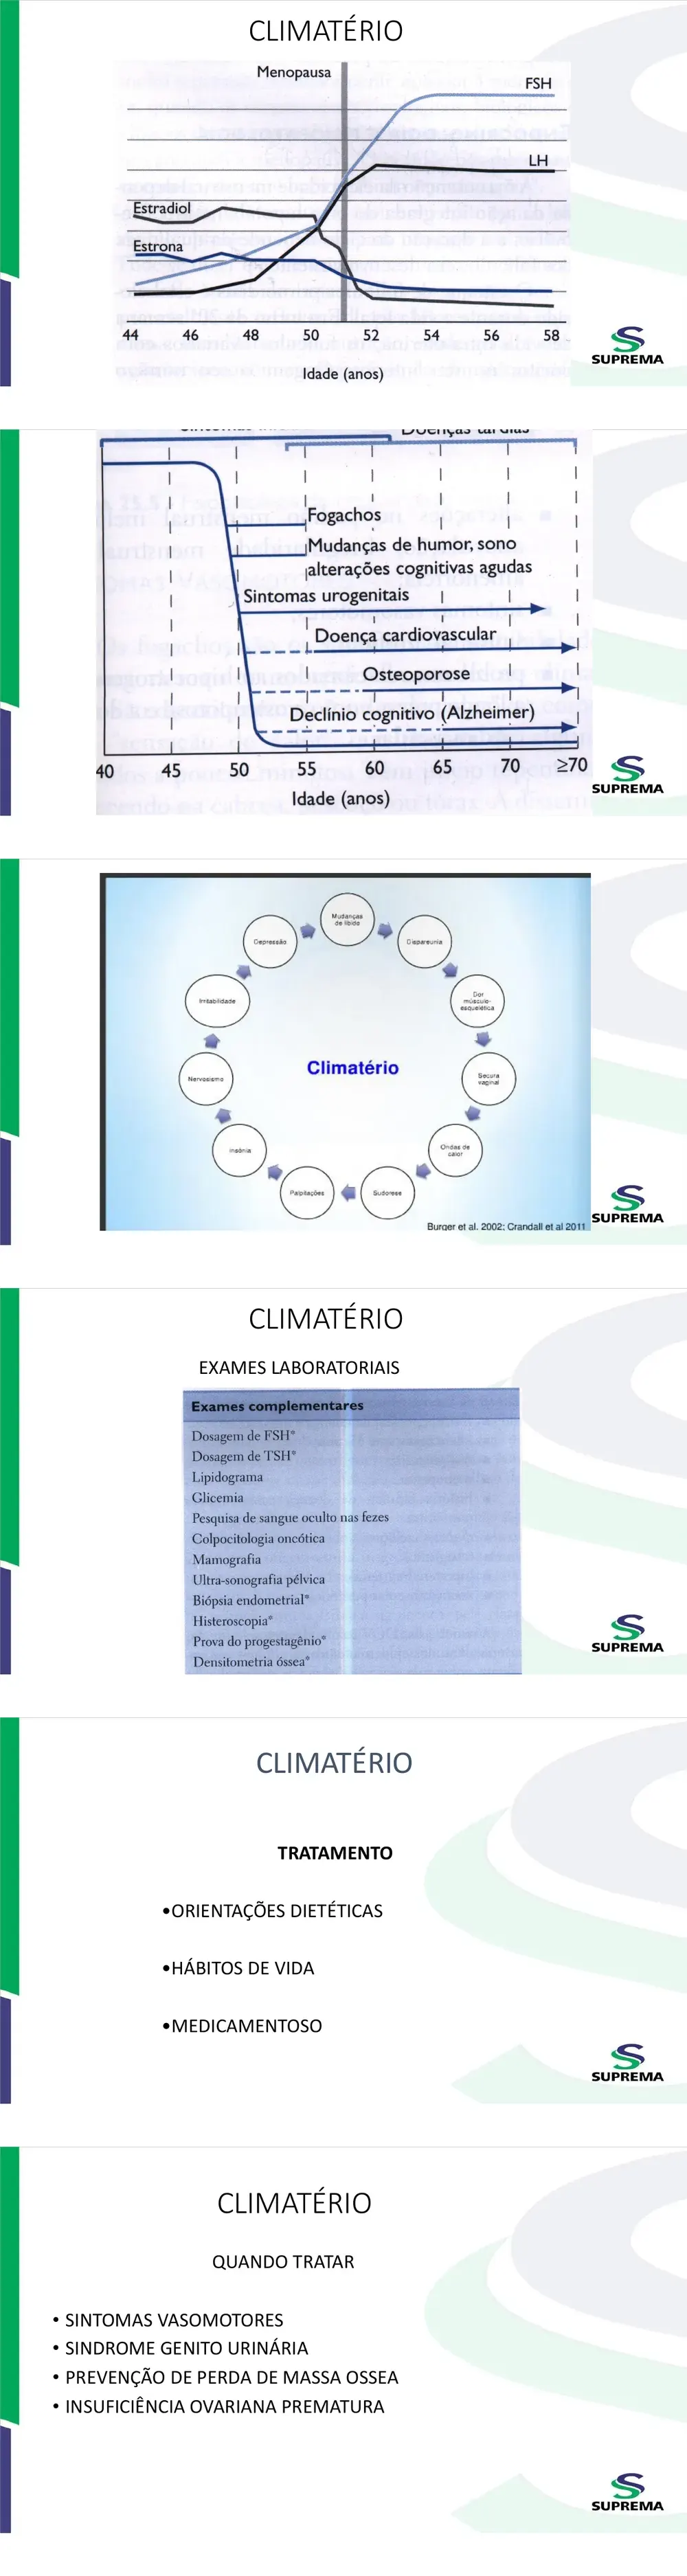 CLIMATÉRIO
Menopausa
FSH
LH
Estradiol
Estrona
44 46 48 50 52 54 56 58
Idade (anos)
SUPREMA
Doenças tardias
Fogachos
Mudanças de humor, sono
alterações cognitivas agudas
Sintomas urogenitais
Doença cardiovascular
Osteoporose
Declínio cognitivo (Alzheimer)
40 45 50 55 60 65 70 ≥70
Idade (anos)
SUPREMA
Mudanças
de libido
Depressão
Dispareunia
Irritabilidade
Dor
músculo-
esquelética
Climatério
Nervosismo
Secura
vaginal
Insônia
Ondas de
calor
Palpitações
Sudorese
Burger et al. 2002; Crandall et al 2011
SUPREMA
CLIMATÉRIO
EXAMES LABORATORIAIS
Exames complementares
Dosagem de FSH*
Dosagem de TSH*
Lipidograma
Glicemia
Pesquisa de sangue oculto nas fezes
Colpocitologia oncótica
Mamografia
Ultra-sonografia pélvica
Biópsia endometrial*
Histeroscopia*
Prova do progestagênio*
Densitometria óssea*
SUPREMA
CLIMATÉRIO
TRATAMENTO
•ORIENTAÇÕES DIETÉTICAS
•HÁBITOS DE VIDA
•MEDICAMENTOSO
SUPREMA
CLIMATÉRIO
QUANDO TRATAR
• SINTOMAS VASOMOTORES
• SINDROME GENITO URINÁRIA
• PREVENÇÃO DE PERDA DE MASSA OSSEA
• INSUFICIÊNCIA OVARIANA PREMATURA
SUPREMA